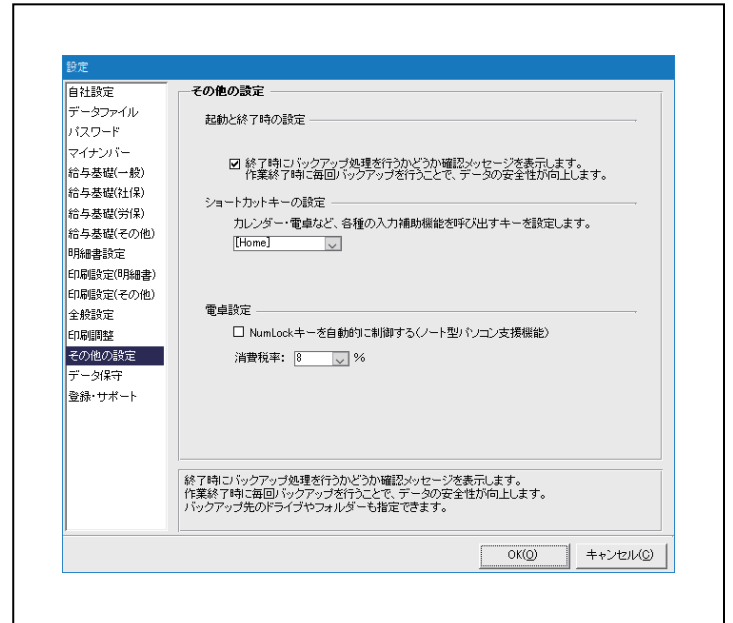 設定
自社設定
データファイル
パスワード
マイナンバー
給与基礎(一般)
給与基礎(社保)
給与基礎(労保)
給与基礎(その他)
明細書設定
印刷設定(明細書)
印刷設定(その他)
全般設定
印刷調整
その他の設定
データ保守
登録・サポート
その他の設定
起動と終了時の設定
終了時にバックアップ処理を行うかどうか確認メッセージを表示します。
作業終了時に毎回バックアップを行うことで、データの安全性が向上します。
ショートカットキーの設定
カレンダー・電卓など、各種の入力補助機能を呼び出すキーを設定します。
[Home]
電卓設定
NumLockキーを自動的に制御する(ノート型パソコン支援機能)
消費税率: 8 %
終了時にバックアップ処理を行うかどうか確認メッセージを表示します。
作業終了時に毎回バックアップを行うことで、データの安全性が向上します。
バックアップ先のドライブやフォルダーも指定できます。
OK(O) キャンセル(C)